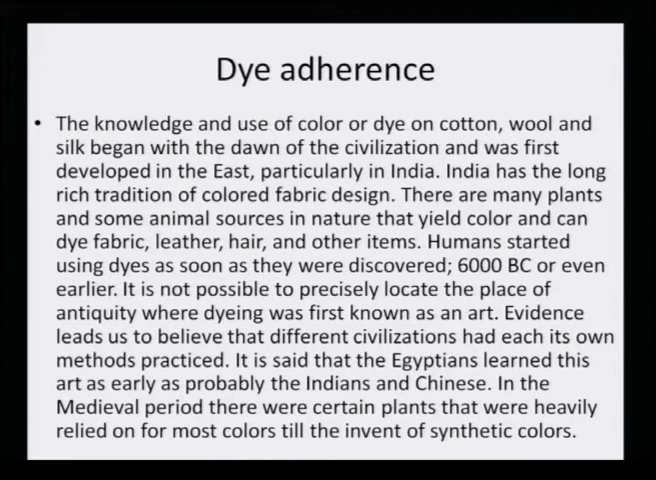 Dye adherence
• The knowledge and use of color or dye on cotton, wool and
silk began with the dawn of the civilization and was first
developed in the East, particularly in India. India has the long
rich tradition of colored fabric design. There are many plants
and some animal sources in nature that yield color and can
dye fabric, leather, hair, and other items. Humans started
using dyes as soon as they were discovered; 6000 BC or even
earlier. It is not possible to precisely locate the place of
antiquity where dyeing was first known as an art. Evidence
leads us to believe that different civilizations had each its own
methods practiced. It is said that the Egyptians learned this
art as early as probably the Indians and Chinese. In the
Medieval period there were certain plants that were heavily
relied on for most colors till the invent of synthetic colors.